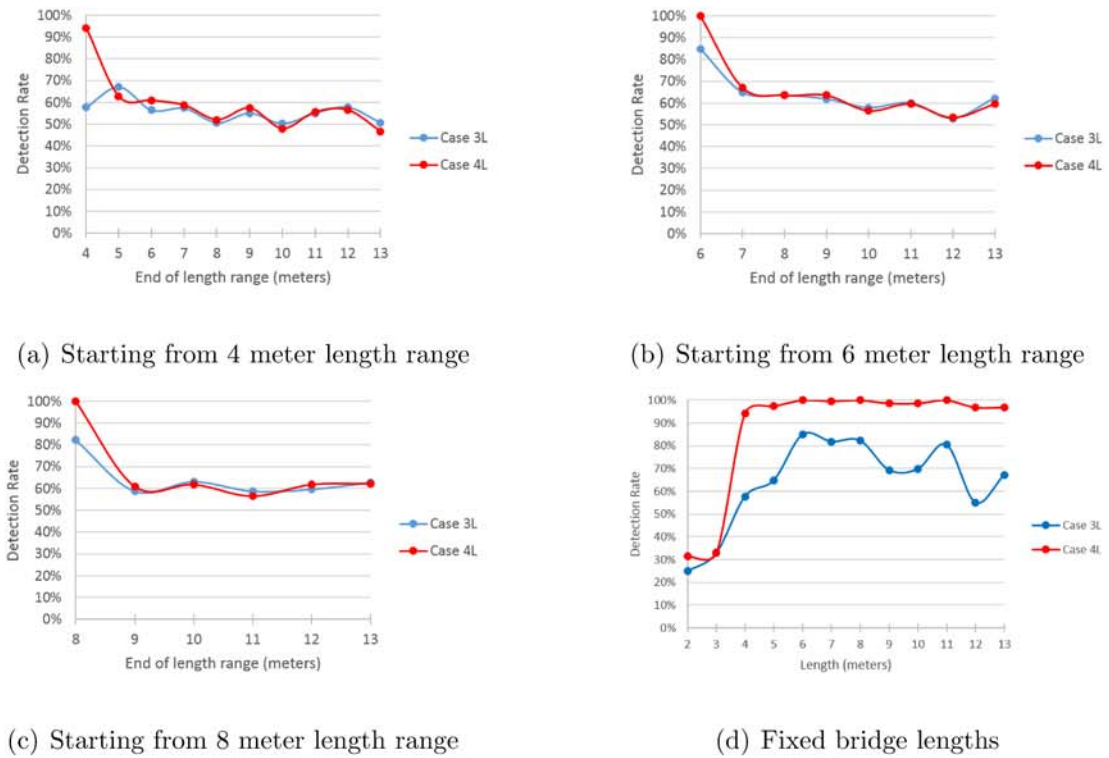 100%
90%
80%
70%
60%
50%
40%
30%
20%
10%
0%
Detection Rate
4 5 6 7 8 9 10 11 12 13
End of length range (meters)
Case 3L
Case 4L
(a) Starting from 4 meter length range
100%
90%
80%
70%
60%
50%
40%
30%
20%
10%
0%
Detection Rate
6 7 8 9 10 11 12 13
End of length range (meters)
Case 3L
Case 4L
(b) Starting from 6 meter length range
100%
90%
80%
70%
60%
50%
40%
30%
20%
10%
0%
Detection Rate
8 9 10 11 12 13
End of length range (meters)
Case 3L
Case 4L
(c) Starting from 8 meter length range
100%
90%
80%
70%
60%
50%
40%
30%
20%
10%
0%
Detection Rate
2 3 4 5 6 7 8 9 10 11 12 13
Length (meters)
Case 3L
Case 4L
(d) Fixed bridge lengths